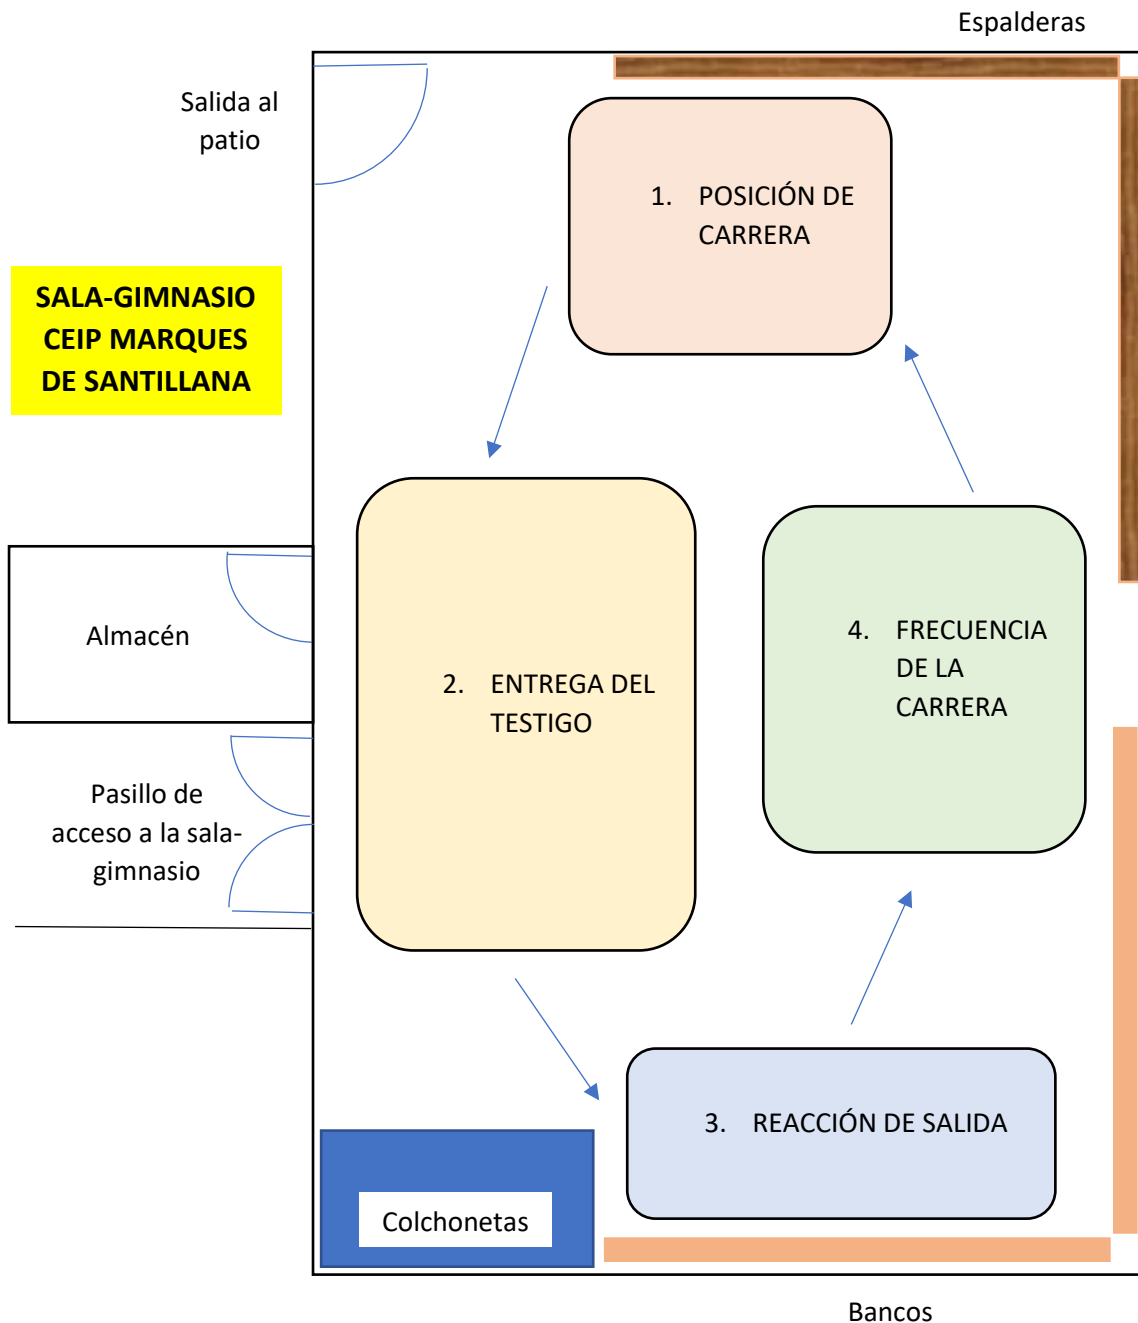 Espalderas
Salida al
patio
1. POSICIÓN DE
CARRERA
SALA-GIMNASIO
CEIP MARQUES
DE SANTILLANA
Almacén
2. ENTREGA DEL
TESTIGO
4. FRECUENCIA
DE LA
CARRERA
Pasillo de
acceso a la sala-
gimnasio
3. REACCIÓN DE SALIDA
Colchonetas
Bancos